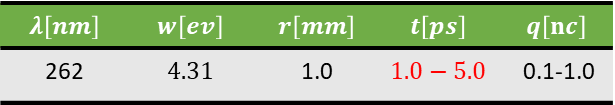 λ[nm] w[ev] r[mm] t[ps] q[nc]
262 4.31 1.0 1.0 − 5.0 0.1-1.0